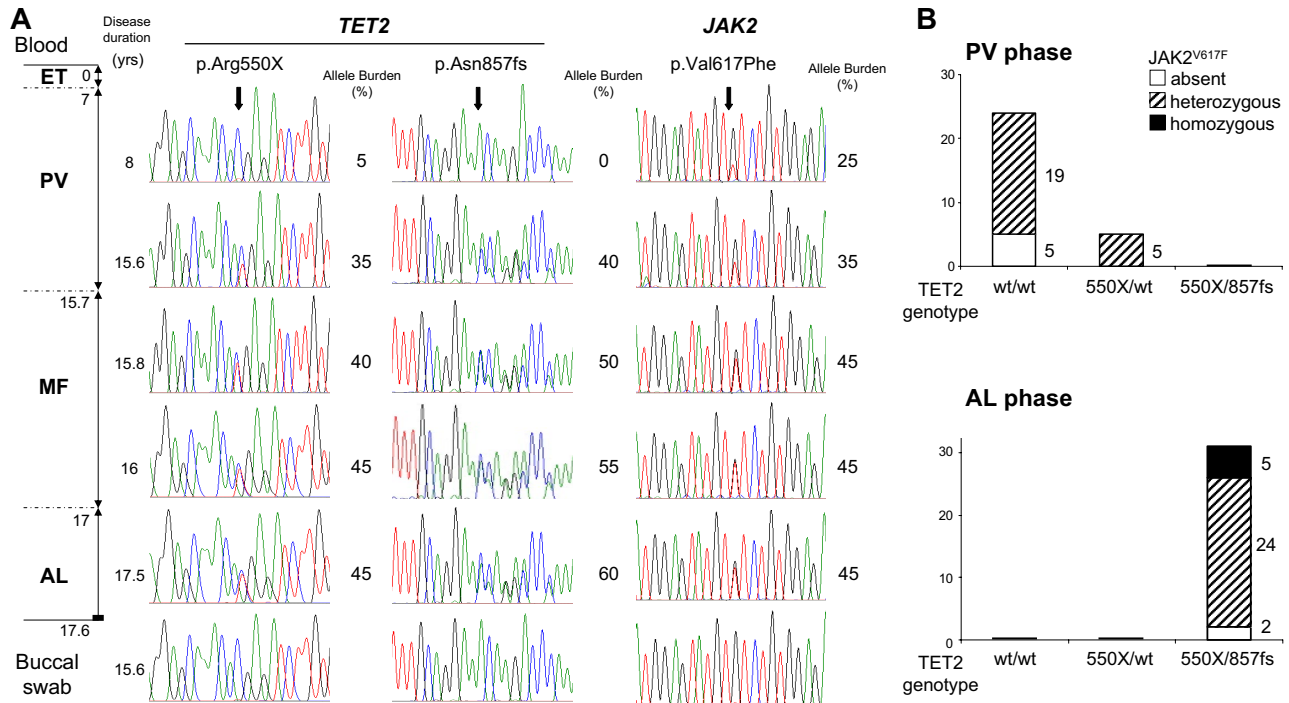 A
Disease
duration
(yrs)
TET2
JAK2
Blood
p.Arg550X
Allele Burden
(%)
p.Asn857fs
Allele Burden
(%)
p.Val617Phe
Allele Burden
(%)
ET
0
7
PV
8
5
0
25
15.6
35
40
35
15.7
MF
15.8
40
50
45
16
45
55
45
17
AL
17.5
45
60
45
17.6
Buccal
swab
15.6
B
PV phase
JAK2V617F
absent
heterozygous
homozygous
30
20
10
0
19
5
5
TET2
genotype
wt/wt
550X/wt
550X/857fs
AL phase
30
20
10
0
5
24
2
TET2
genotype
wt/wt
550X/wt
550X/857fs